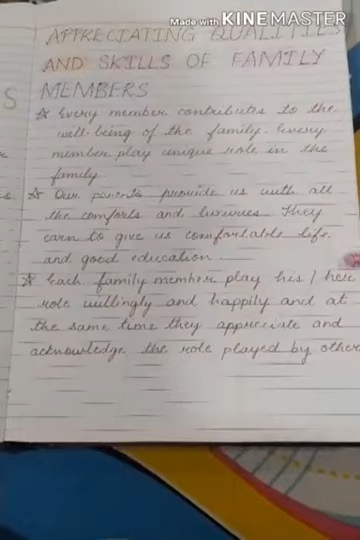 Made with KINEMASTER
APPRECIATING QUALITIES
AND SKILLS OF FAMILY
MEMBERS
☆ Every member contributes to the
well-being of the family. Every
member play unique role in the
family
☆ Our parents provide us with all
the comforts and luxuries. They
earn to give us comfortable life
and good education.
☆ Each family member play his / her
role willingly and happily and at
the same time they appreciate and
acknowledge the role played by other
S